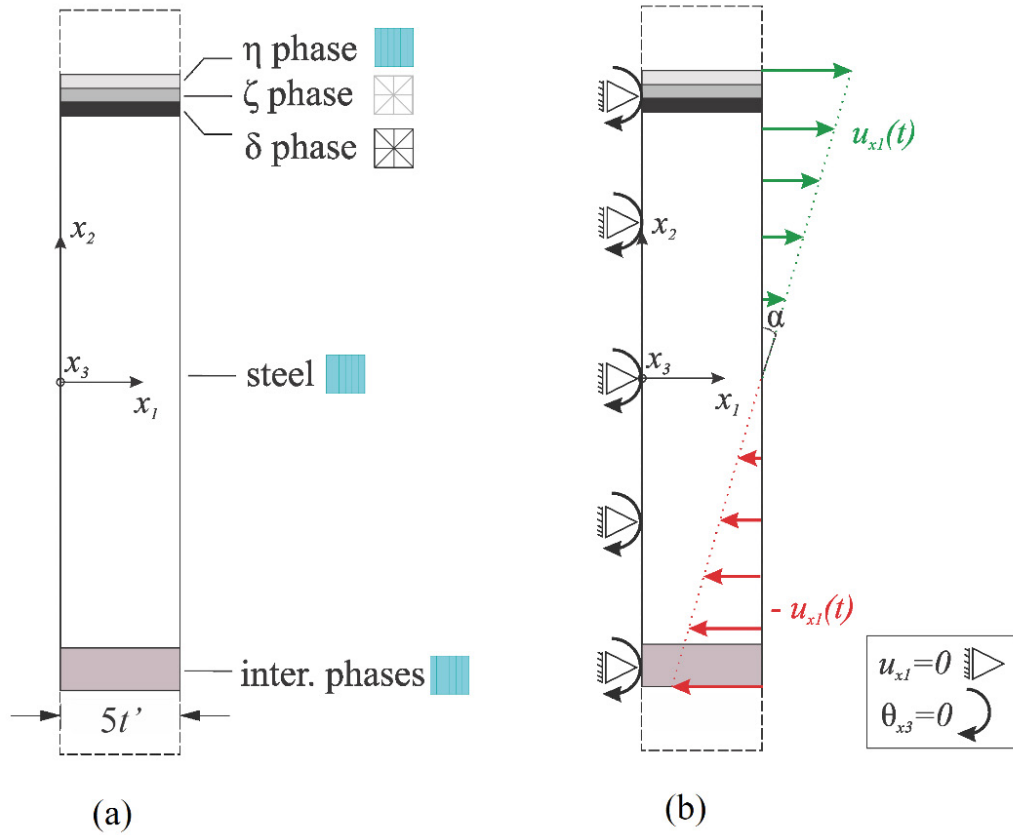 η phase
ζ phase
δ phase
x₂
x₃
x₁
steel
inter. phases
5t'
(a)
uₓ₁(t)
x₂
α
x₃
x₁
- uₓ₁(t)
uₓ₁=0
θₓ₃=0
(b)